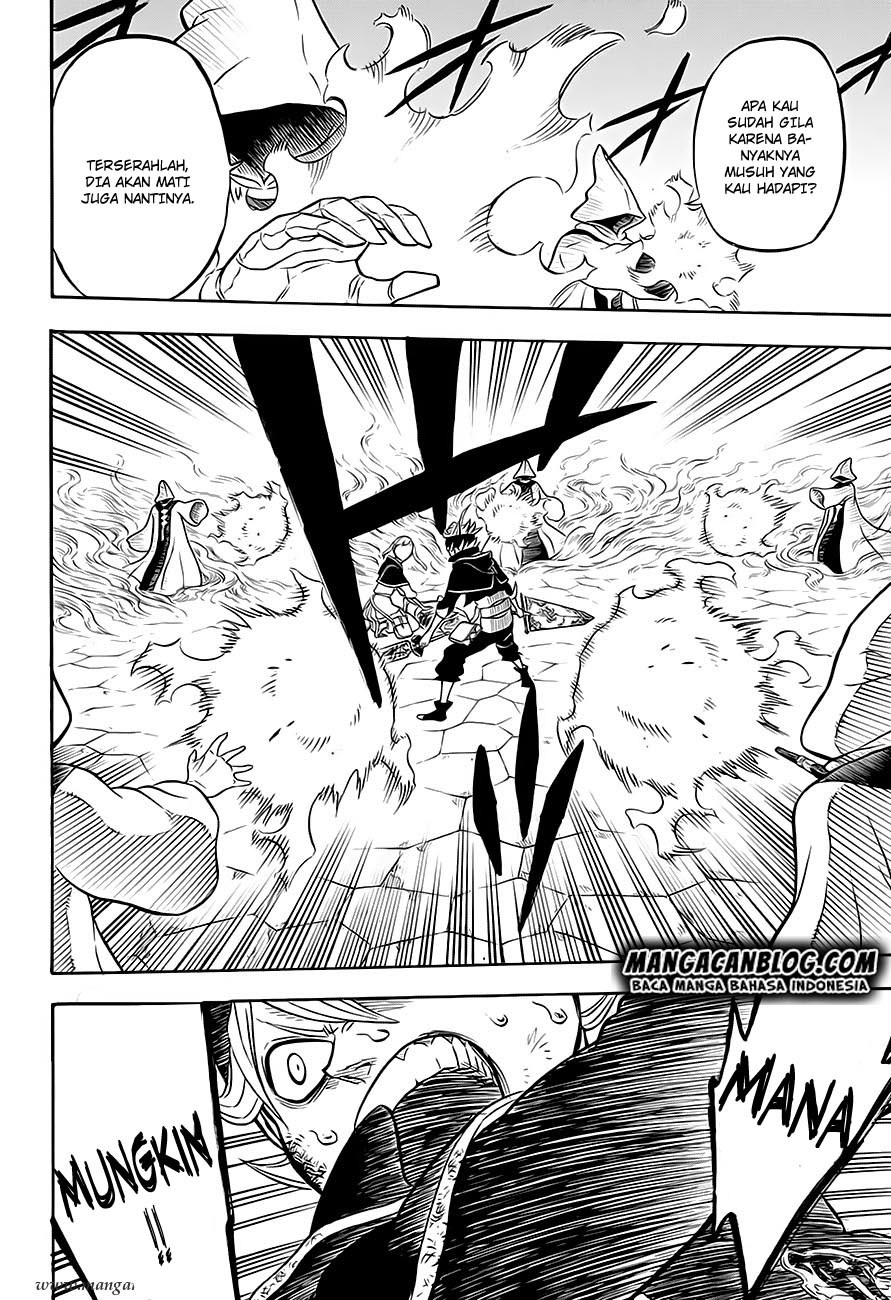 APA KAU
SUDAH GILA
KARENA BA-
NYAKNYA
MUSUH YANG
KAU HADAPI?
TERSERAHLAH,
DIA AKAN MATI
JUGA NANTINYA.
MANGACANBLOG.COM
BACA MANGA BAHASA INDONESIA
MANA
MUNGKIN
!!